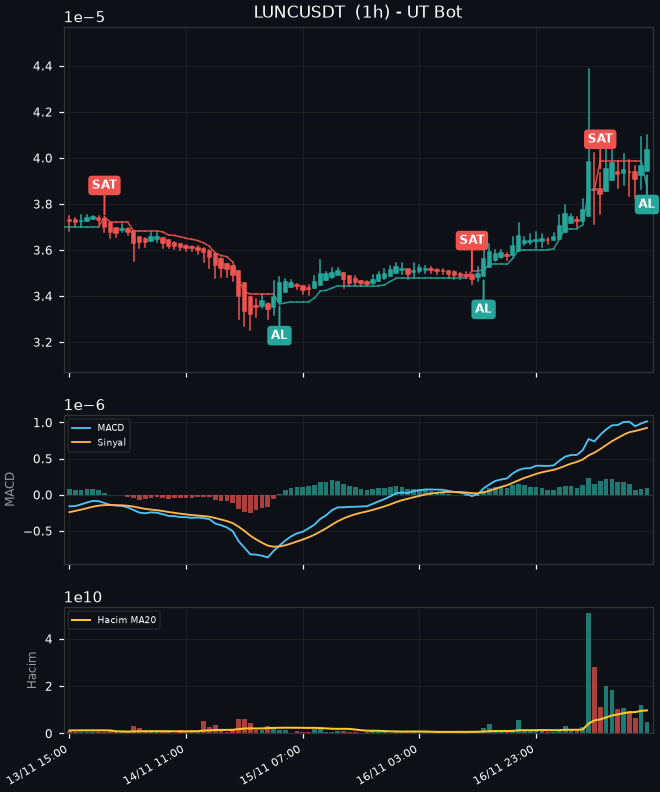 LUNCUSDT (1h) - UT Bot
1e−5
4.4
4.2
4.0
3.8
3.6
3.4
3.2
SAT
AL
SAT
AL
SAT
AL
1e−6
MACD
1.0
0.5
0.0
−0.5
MACD
Sinyal
1e10
Hacim
4
2
0
Hacim MA20
13/11 15:00
14/11 11:00
15/11 07:00
16/11 03:00
16/11 23:00